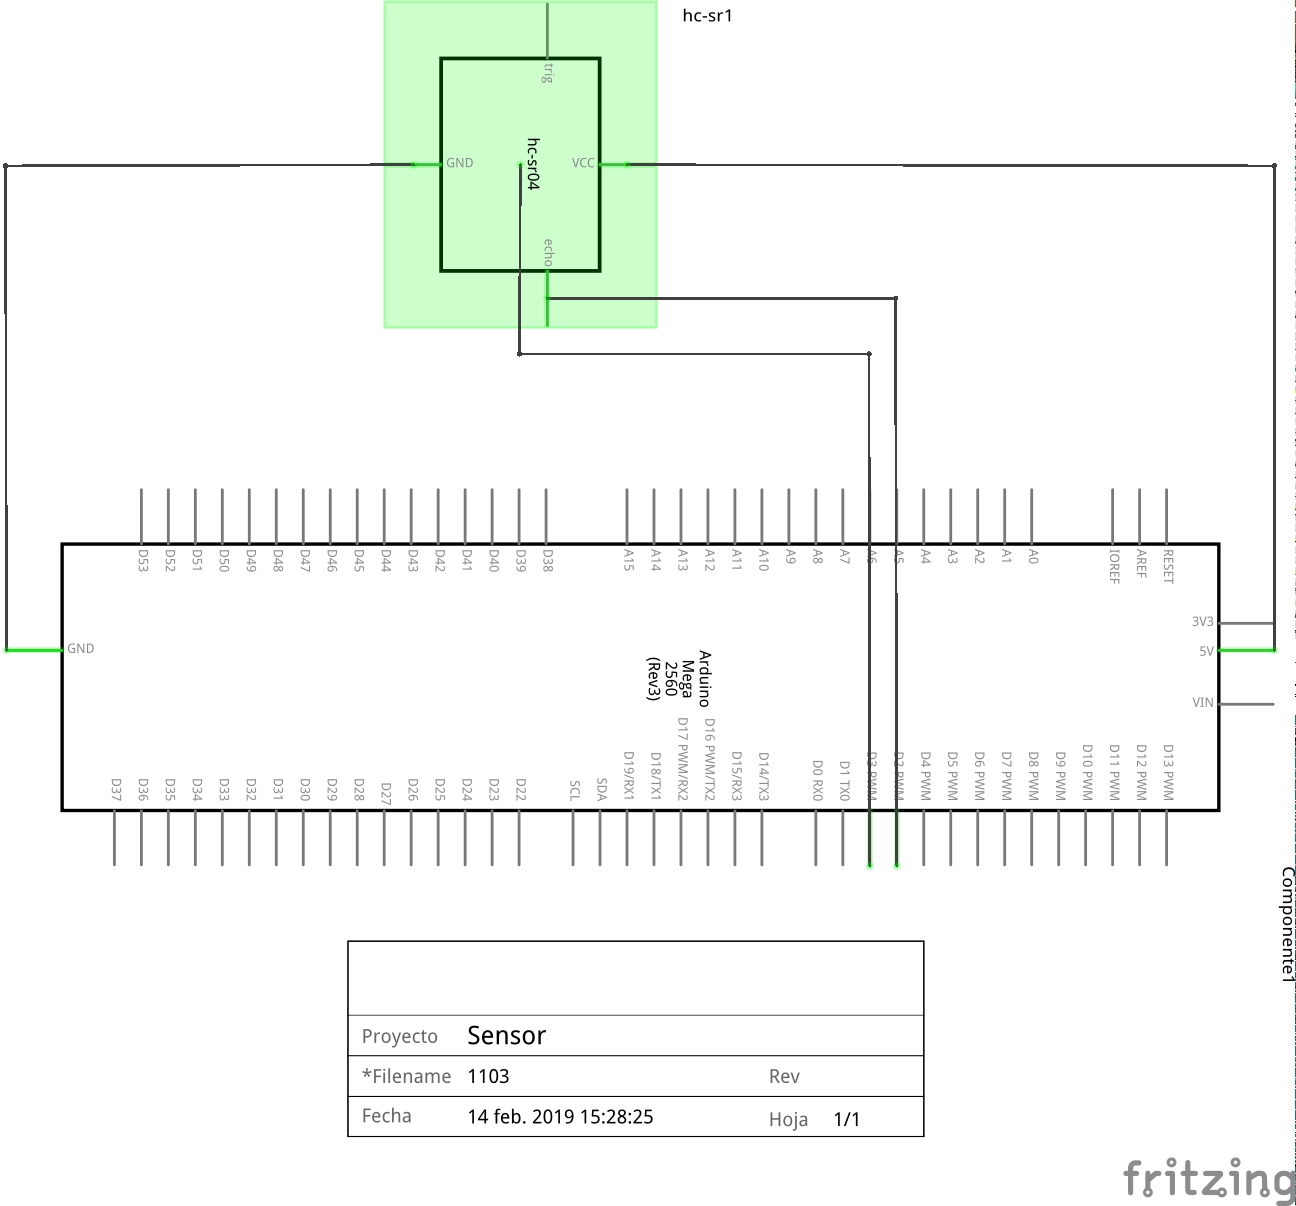 hc-sr1
trig
GND
hc-sr04
VCC
echo
D53
D52
D51
D50
D49
D48
D47
D46
D45
D44
D43
D42
D41
D40
D39
D38
A15
A14
A13
A12
A11
A10
A9
A8
A7
A6
A5
A4
A3
A2
A1
A0
IOREF
AREF
RESET
GND
3V3
5V
VIN
Arduino
Mega
2560
(Rev3)
D37
D36
D35
D34
D33
D32
D31
D30
D29
D28
D27
D26
D25
D24
D23
D22
SCL
SDA
D19/RX1
D18/TX1
D17 PWM/RX2
D16 PWM/TX2
D15/RX3
D14/TX3
D0 RX0
D1 TX0
D3 PWM
D2 PWM
D4 PWM
D5 PWM
D6 PWM
D7 PWM
D8 PWM
D9 PWM
D10 PWM
D11 PWM
D12 PWM
D13 PWM
Componente1
Proyecto Sensor
*Filename 1103 Rev
Fecha 14 feb. 2019 15:28:25 Hoja 1/1
fritzing